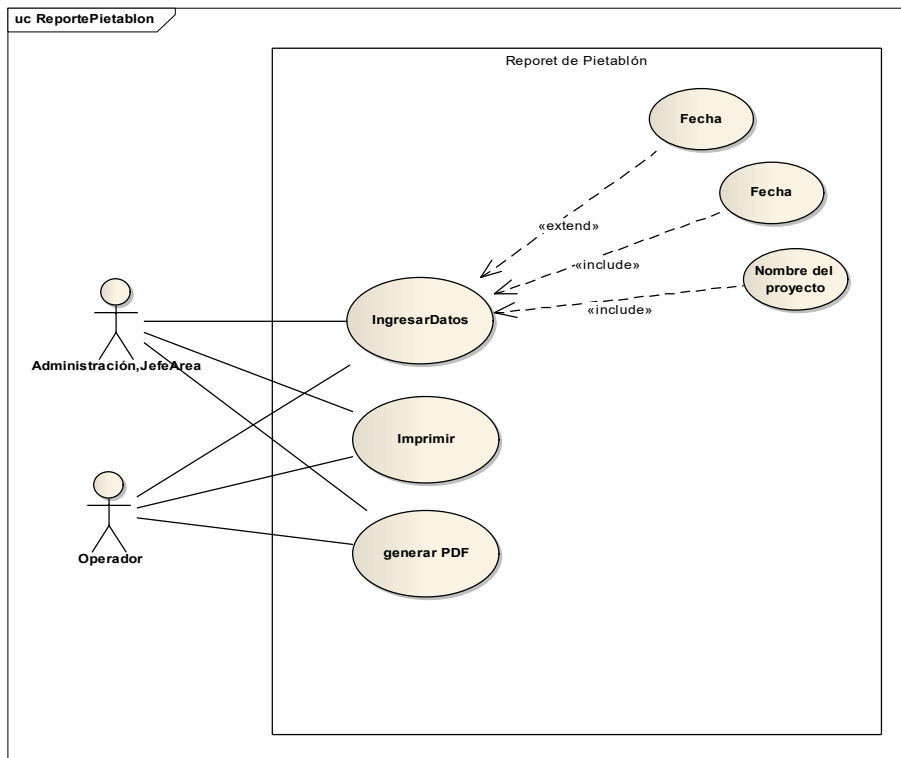 uc ReportePietablon
Reporet de Pietablón
Fecha
Fecha
«extend»
«include»
Nombre del
proyecto
«include»
IngresarDatos
Administración,JefeArea
Imprimir
Operador
generar PDF